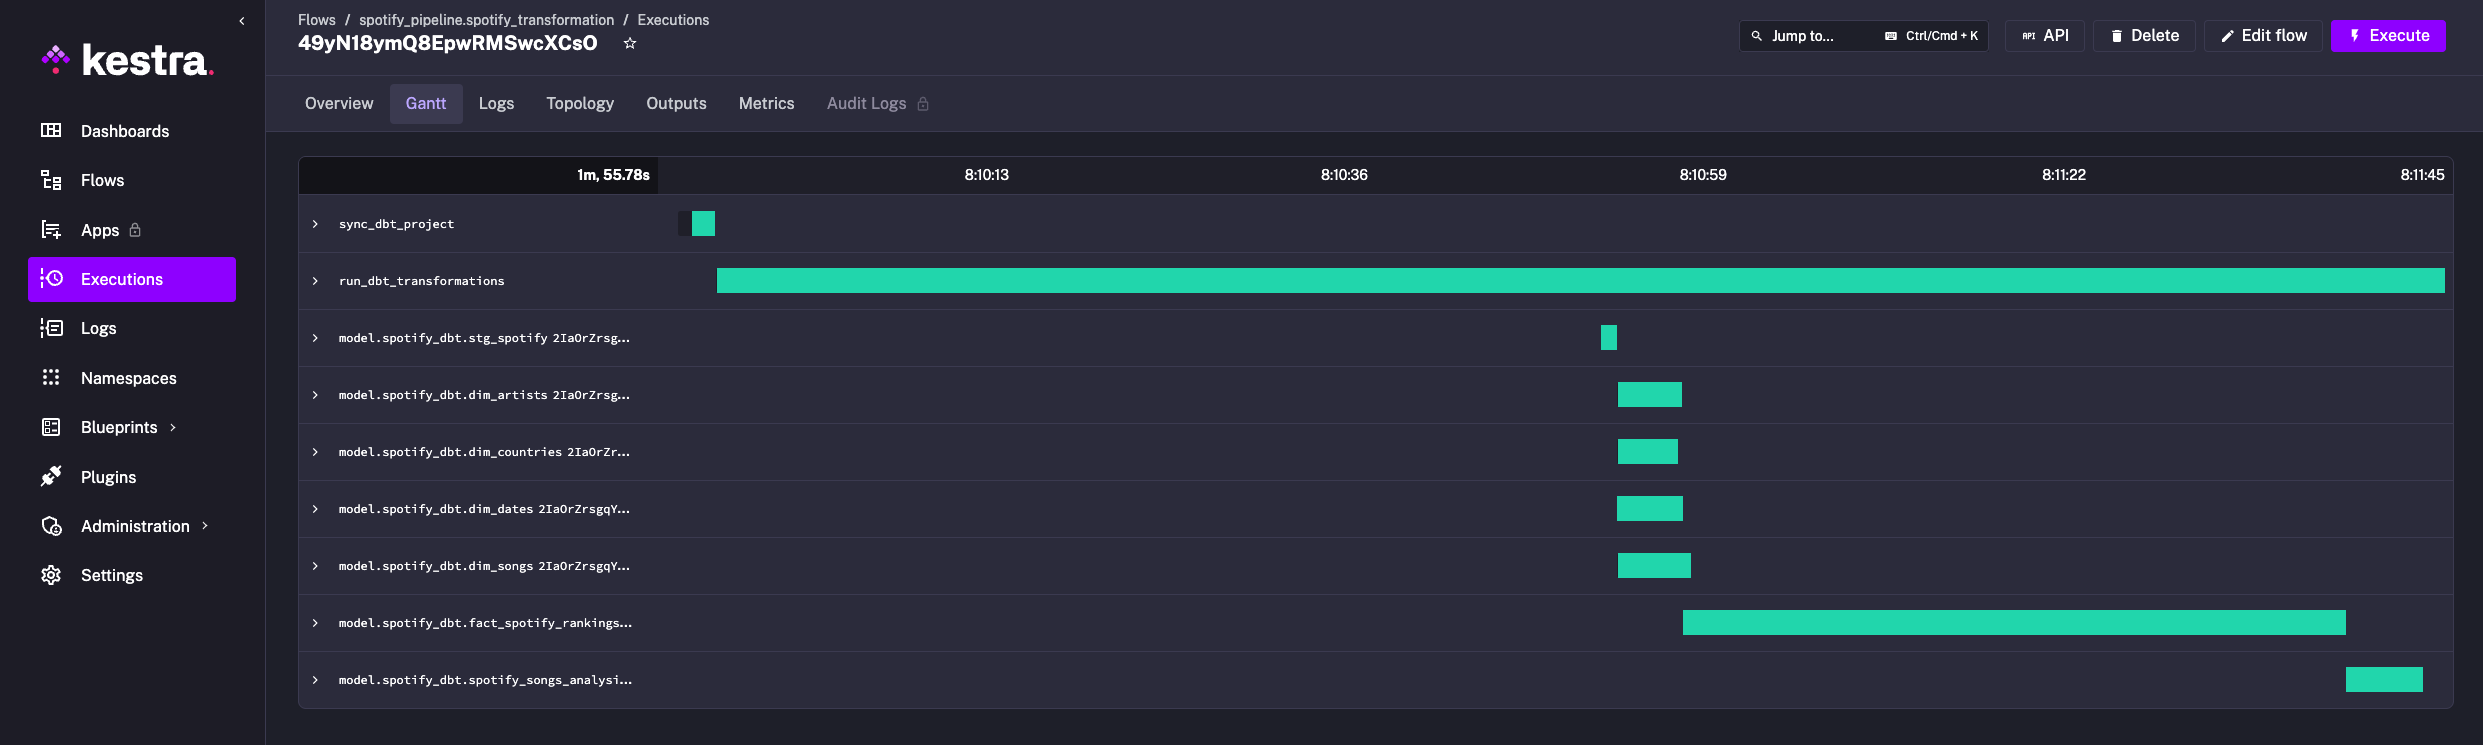 kestra.
Dashboards
Flows
Apps
Executions
Logs
Namespaces
Blueprints
Plugins
Administration
Settings
Flows / spotify_pipeline.spotify_transformation / Executions
49yN18ymQ8EpwRMSwcXCsO
Jump to... Ctrl/Cmd + K
API API
Delete
Edit flow
Execute
Overview Gantt Logs Topology Outputs Metrics Audit Logs
1m, 55.78s 8:10:13 8:10:36 8:10:59 8:11:22 8:11:45
sync_dbt_project
run_dbt_transformations
model.spotify_dbt.stg_spotify 2IaOrZrsg...
model.spotify_dbt.dim_artists 2IaOrZrsg...
model.spotify_dbt.dim_countries 2IaOrZr...
model.spotify_dbt.dim_dates 2IaOrZrsgqY...
model.spotify_dbt.dim_songs 2IaOrZrsgqY...
model.spotify_dbt.fact_spotify_rankings...
model.spotify_dbt.spotify_songs_analysi...